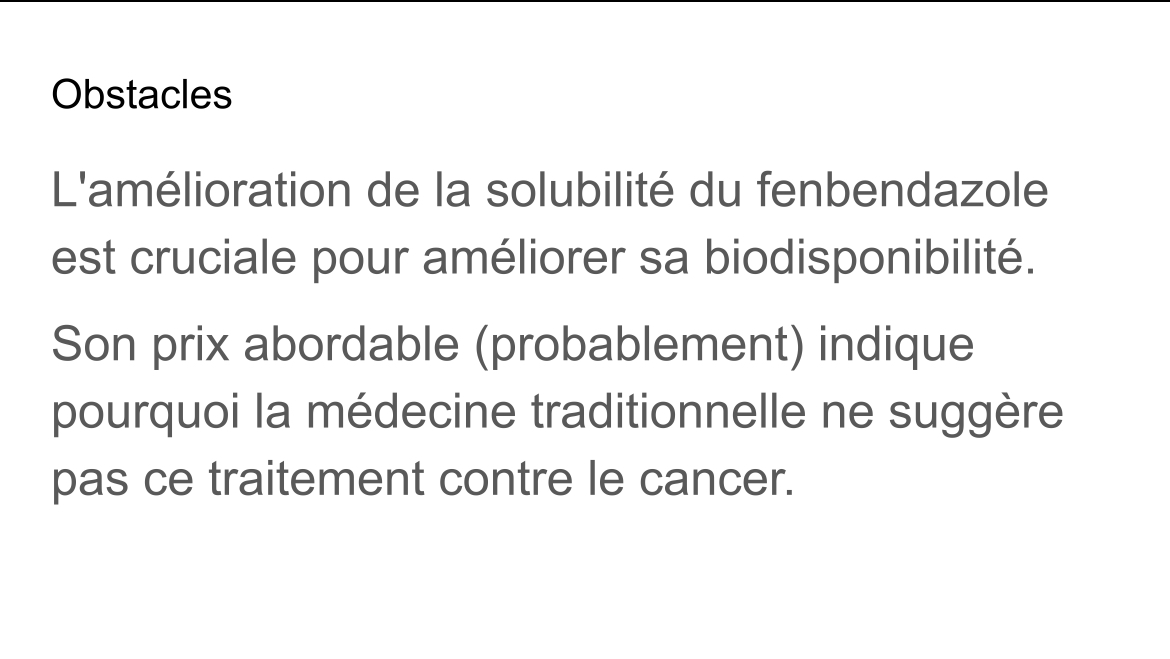 Obstacles
L'amélioration de la solubilité du fenbendazole
est cruciale pour améliorer sa biodisponibilité.
Son prix abordable (probablement) indique
pourquoi la médecine traditionnelle ne suggère
pas ce traitement contre le cancer.